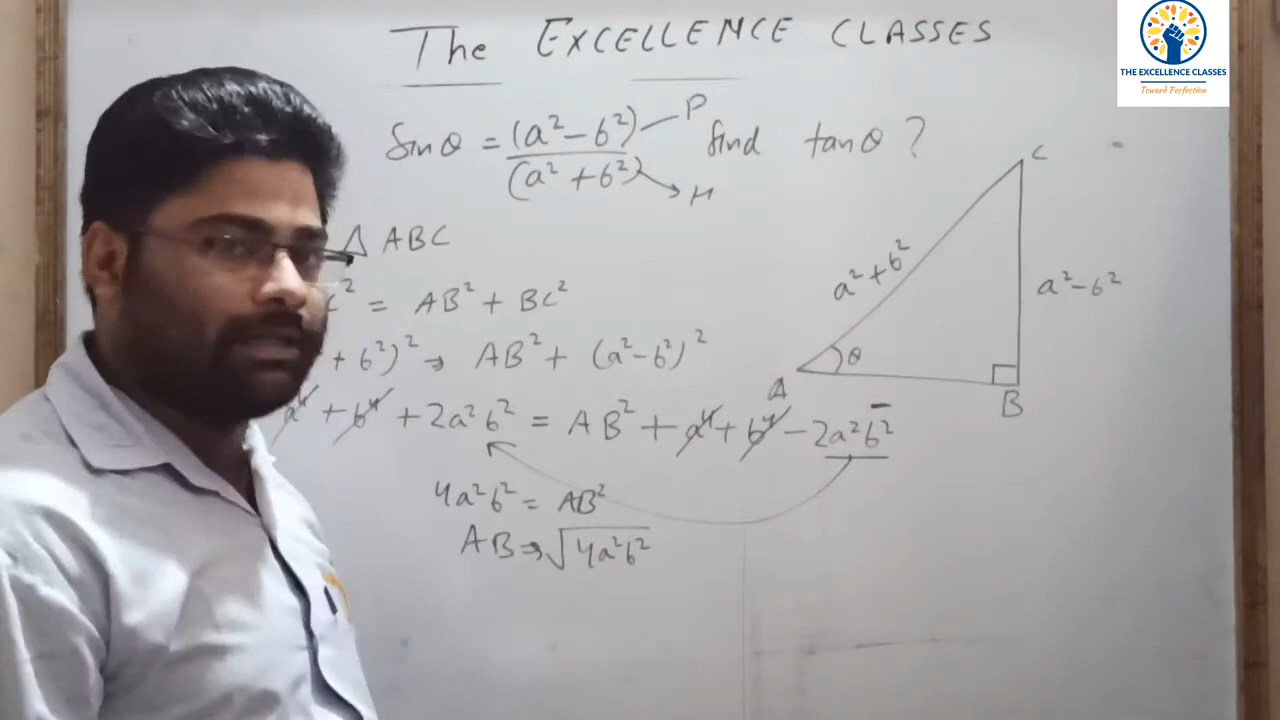 The EXCELLENCE CLASSES
THE EXCELLENCE CLASSES
Toward Perfection
Sinθ = (a²-b²)/(a²+b²) P H find tanθ ?
Δ ABC
C² = AB² + BC²
+ b²)² ⇒ AB² + (a²-b²)²
a⁴ + b⁴ + 2a²b² = AB² + a⁴ + b⁴ - 2a²b²
4a²b² = AB²
AB ⇒ √4a²b²
C
a²+b²
a²-b²
θ
A
B